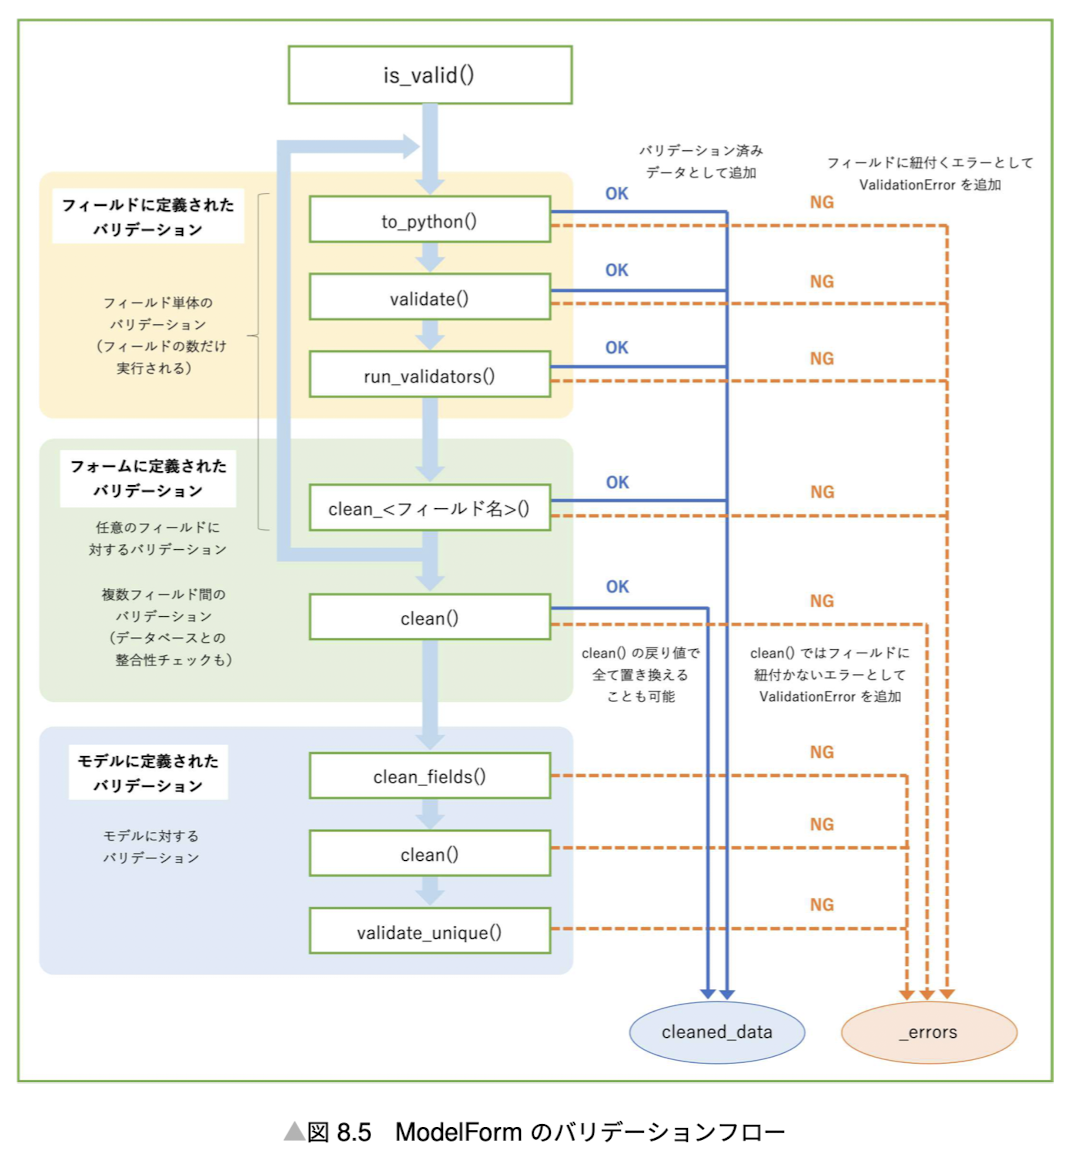 is_valid()
バリデーション済み
データとして追加
フィールドに紐付くエラーとして
ValidationError を追加
フィールドに定義された
バリデーション
OK
NG
to_python()
OK
NG
validate()
フィールド単体の
バリデーション
（フィールドの数だけ
実行される）
OK
NG
run_validators()
フォームに定義された
バリデーション
OK
NG
clean_<フィールド名>()
任意のフィールドに
対するバリデーション
OK
NG
複数フィールド間の
バリデーション
（データベースとの
整合性チェックも）
clean()
clean() の戻り値で
全て置き換える
ことも可能
clean() ではフィールドに
紐付かないエラーとして
ValidationError を追加
モデルに定義された
バリデーション
NG
clean_fields()
モデルに対する
バリデーション
NG
clean()
NG
validate_unique()
cleaned_data
_errors
▲図 8.5　ModelForm のバリデーションフロー